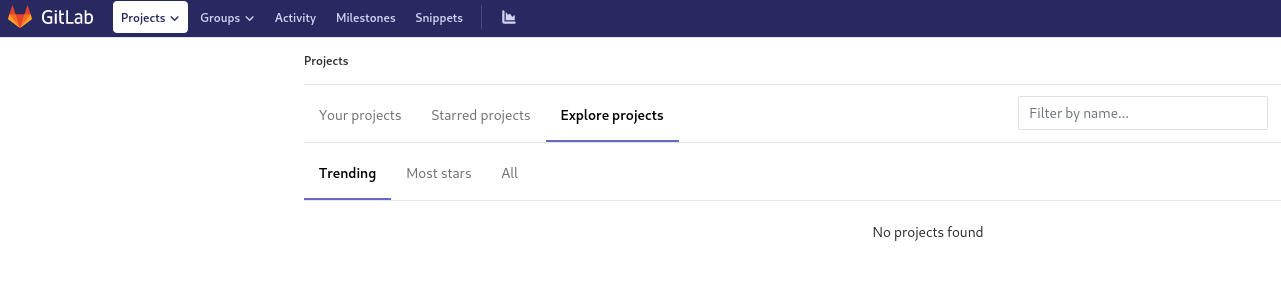 GitLab Projects Groups Activity Milestones Snippets
Projects
Your projects Starred projects Explore projects Filter by name...
Trending Most stars All
No projects found